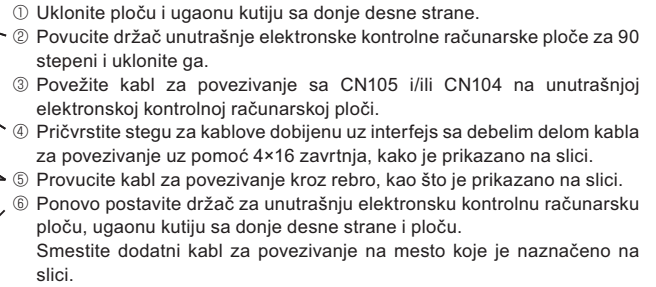 ① Uklonite ploču i ugaonu kutiju sa donje desne strane.
② Povucite držač unutrašnje elektronske kontrolne računarske ploče za 90
stepeni i uklonite ga.
③ Povežite kabl za povezivanje sa CN105 i/ili CN104 na unutrašnjoj
elektronskoj kontrolnoj računarskoj ploči.
④ Pričvrstite stegu za kablove dobijenu uz interfejs sa debelim delom kabla
za povezivanje uz pomoć 4×16 zavrtnja, kako je prikazano na slici.
⑤ Provucite kabl za povezivanje kroz rebro, kao što je prikazano na slici.
⑥ Ponovo postavite držač za unutrašnju elektronsku kontrolnu računarsku
ploču, ugaonu kutiju sa donje desne strane i ploču.
Smestite dodatni kabl za povezivanje na mesto koje je naznačeno na
slici.